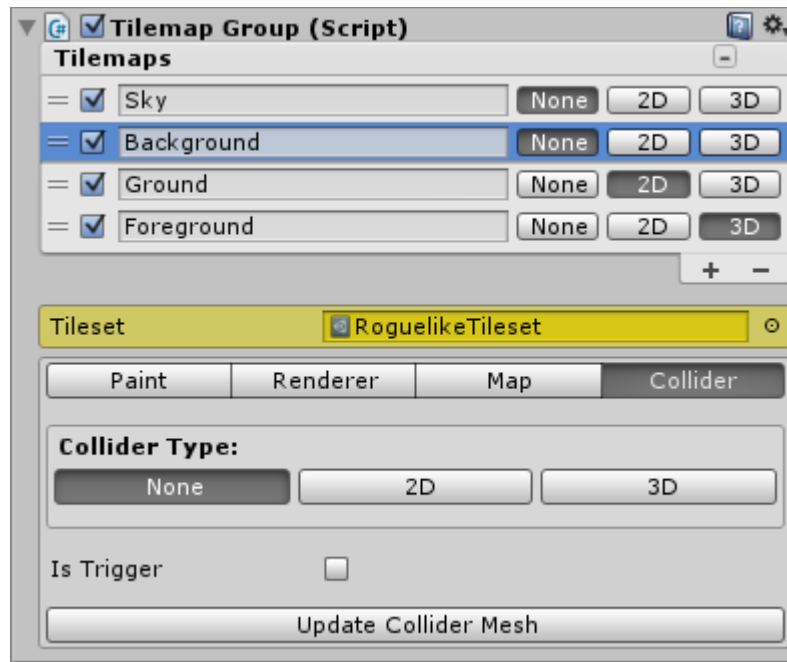 Tilemap Group (Script)
Tilemaps
Sky None 2D 3D
Background None 2D 3D
Ground None 2D 3D
Foreground None 2D 3D
Tileset RoguelikeTileset
Paint Renderer Map Collider
Collider Type:
None 2D 3D
Is Trigger
Update Collider Mesh